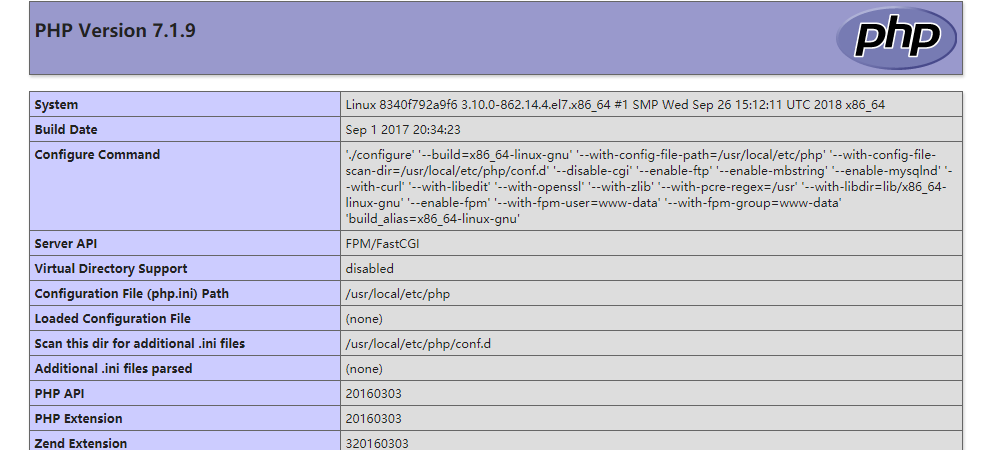 PHP Version 7.1.9
php
System Linux 8340f792a9f6 3.10.0-862.14.4.el7.x86_64 #1 SMP Wed Sep 26 15:12:11 UTC 2018 x86_64
Build Date Sep 1 2017 20:34:23
Configure Command './configure' '--build=x86_64-linux-gnu' '--with-config-file-path=/usr/local/etc/php' '--with-config-file-
scan-dir=/usr/local/etc/php/conf.d' '--disable-cgi' '--enable-ftp' '--enable-mbstring' '--enable-mysqlnd' '-
-with-curl' '--with-libedit' '--with-openssl' '--with-zlib' '--with-pcre-regex=/usr' '--with-libdir=lib/x86_64-
linux-gnu' '--enable-fpm' '--with-fpm-user=www-data' '--with-fpm-group=www-data'
'build_alias=x86_64-linux-gnu'
Server API FPM/FastCGI
Virtual Directory Support disabled
Configuration File (php.ini) Path /usr/local/etc/php
Loaded Configuration File (none)
Scan this dir for additional .ini files /usr/local/etc/php/conf.d
Additional .ini files parsed (none)
PHP API 20160303
PHP Extension 20160303
Zend Extension 320160303